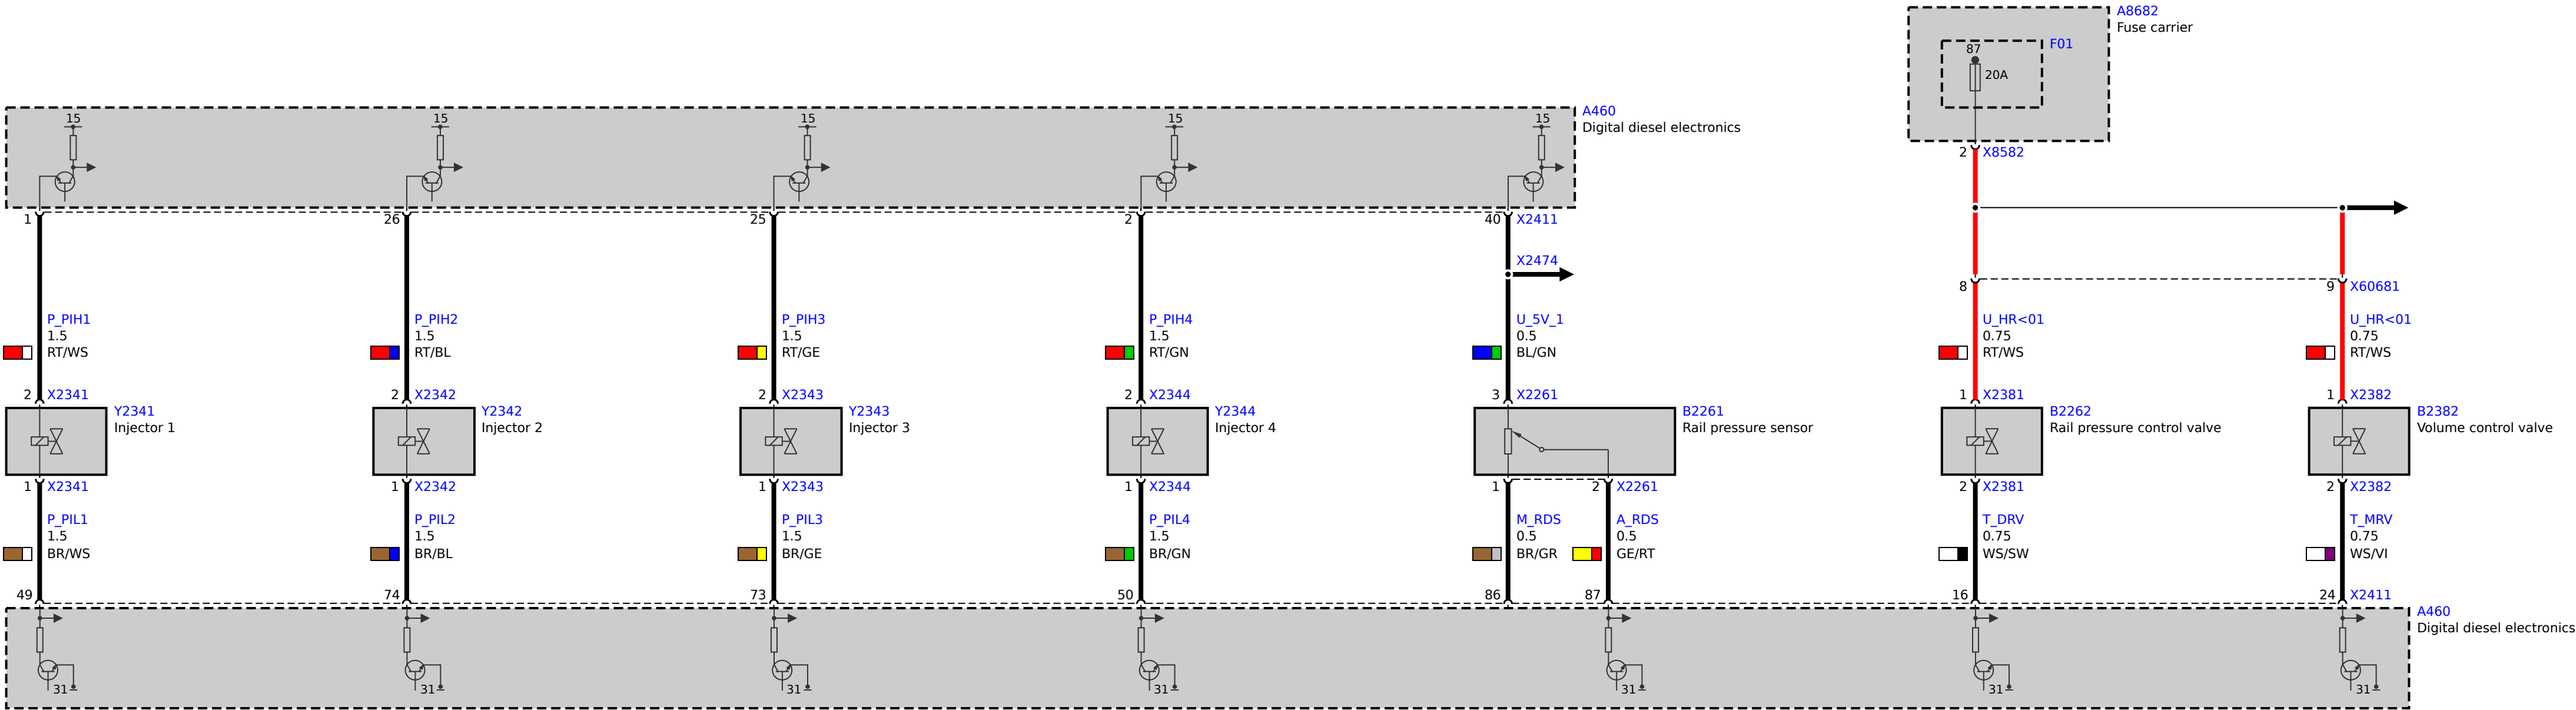 A8682
Fuse carrier
87
F01
20A
A460
Digital diesel electronics
15
15
15
15
15
2 X8582
1
26
25
2
40 X2411
X2474
8
9 X60681
P_PIH1
1.5
RT/WS
P_PIH2
1.5
RT/BL
P_PIH3
1.5
RT/GE
P_PIH4
1.5
RT/GN
U_5V_1
0.5
BL/GN
U_HR<01
0.75
RT/WS
U_HR<01
0.75
RT/WS
2 X2341
2 X2342
2 X2343
2 X2344
3 X2261
1 X2381
1 X2382
Y2341
Injector 1
Y2342
Injector 2
Y2343
Injector 3
Y2344
Injector 4
B2261
Rail pressure sensor
B2262
Rail pressure control valve
B2382
Volume control valve
1 X2341
1 X2342
1 X2343
1 X2344
1
2 X2261
2 X2381
2 X2382
P_PIL1
1.5
BR/WS
P_PIL2
1.5
BR/BL
P_PIL3
1.5
BR/GE
P_PIL4
1.5
BR/GN
M_RDS
0.5
BR/GR
A_RDS
0.5
GE/RT
T_DRV
0.75
WS/SW
T_MRV
0.75
WS/VI
49
74
73
50
86
87
16
24 X2411
A460
Digital diesel electronics
31
31
31
31
31
31
31